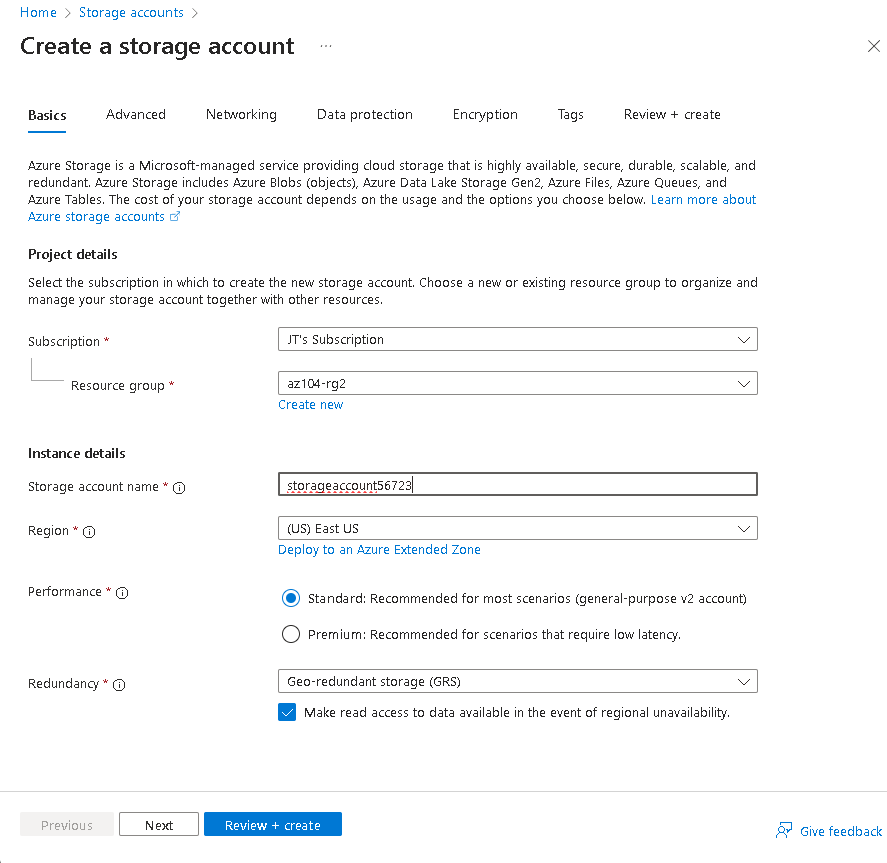 Home > Storage accounts >
Create a storage account ...
Basics Advanced Networking Data protection Encryption Tags Review + create
Azure Storage is a Microsoft-managed service providing cloud storage that is highly available, secure, durable, scalable, and
redundant. Azure Storage includes Azure Blobs (objects), Azure Data Lake Storage Gen2, Azure Files, Azure Queues, and
Azure Tables. The cost of your storage account depends on the usage and the options you choose below. Learn more about
Azure storage accounts
Project details
Select the subscription in which to create the new storage account. Choose a new or existing resource group to organize and
manage your storage account together with other resources.
Subscription * JT's Subscription
Resource group * az104-rg2
Create new
Instance details
Storage account name * storageaccount56723
Region * (US) East US
Deploy to an Azure Extended Zone
Performance * Standard: Recommended for most scenarios (general-purpose v2 account)
Premium: Recommended for scenarios that require low latency.
Redundancy * Geo-redundant storage (GRS)
Make read access to data available in the event of regional unavailability.
Previous Next Review + create Give feedback